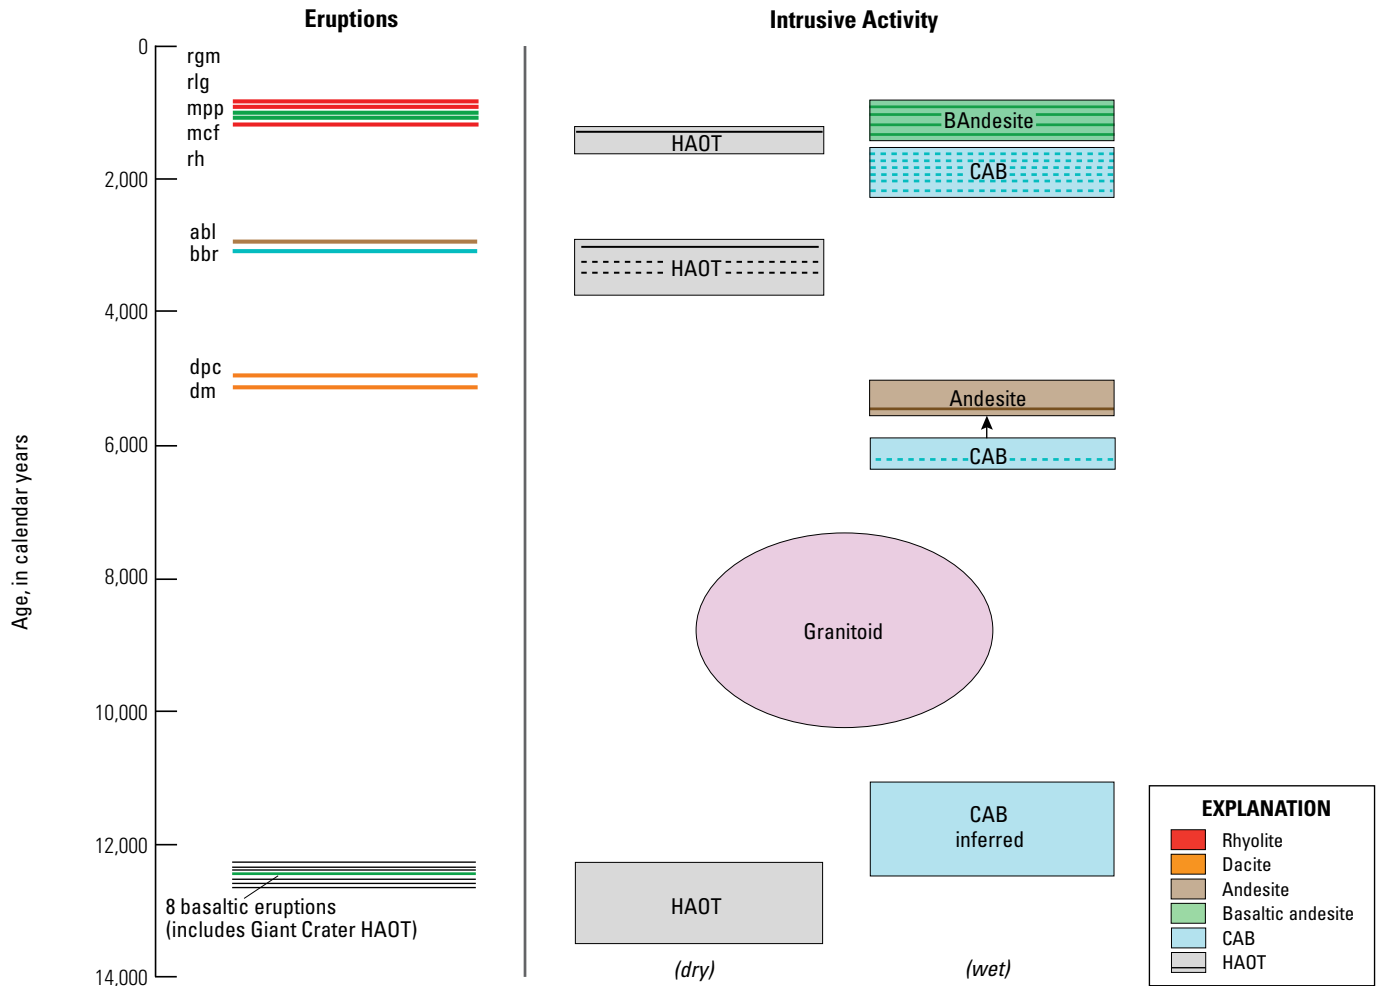 Eruptions
Intrusive Activity
Age, in calendar years
0
2,000
4,000
6,000
8,000
10,000
12,000
14,000
rgm
rlg
mpp
mcf
rh
abl
bbr
dpc
dm
8 basaltic eruptions
(includes Giant Crater HAOT)
HAOT
HAOT
HAOT
(dry)
BAndesite
CAB
Andesite
CAB
Granitoid
CAB
inferred
(wet)
EXPLANATION
Rhyolite
Dacite
Andesite
Basaltic andesite
CAB
HAOT